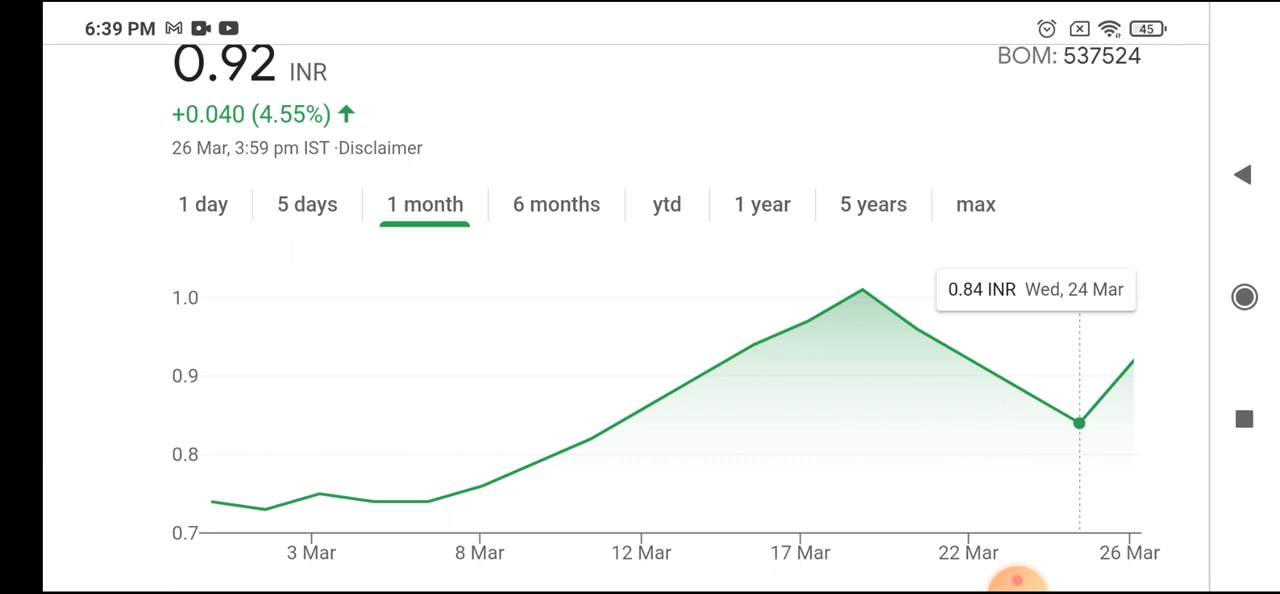 6:39 PM
45
0.92 INR
BOM: 537524
+0.040 (4.55%)
26 Mar, 3:59 pm IST ·Disclaimer
1 day 5 days 1 month 6 months ytd 1 year 5 years max
0.84 INR Wed, 24 Mar
1.0
0.9
0.8
0.7
3 Mar 8 Mar 12 Mar 17 Mar 22 Mar 26 Mar